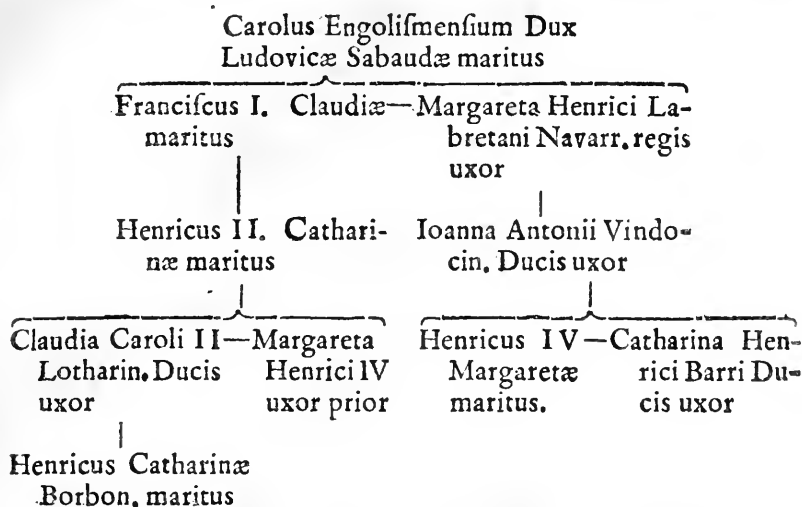 Carolus Engoliſmenſium Dux
Ludovicæ Sabaudæ maritus
Franciſcus I. Claudiæ—Margareta Henrici La-
maritus
bretani Navarr. regis
uxor
Henricus II. Cathari-
næ maritus
Ioanna Antonii Vindo-
cin. Ducis uxor
Claudia Caroli II—Margareta
Lotharin. Ducis
Henrici IV
uxor
uxor prior
Henricus IV—Catharina Hen-
Margaretæ
rici Barri Du-
maritus.
cis uxor
Henricus Catharinæ
Borbon. maritus